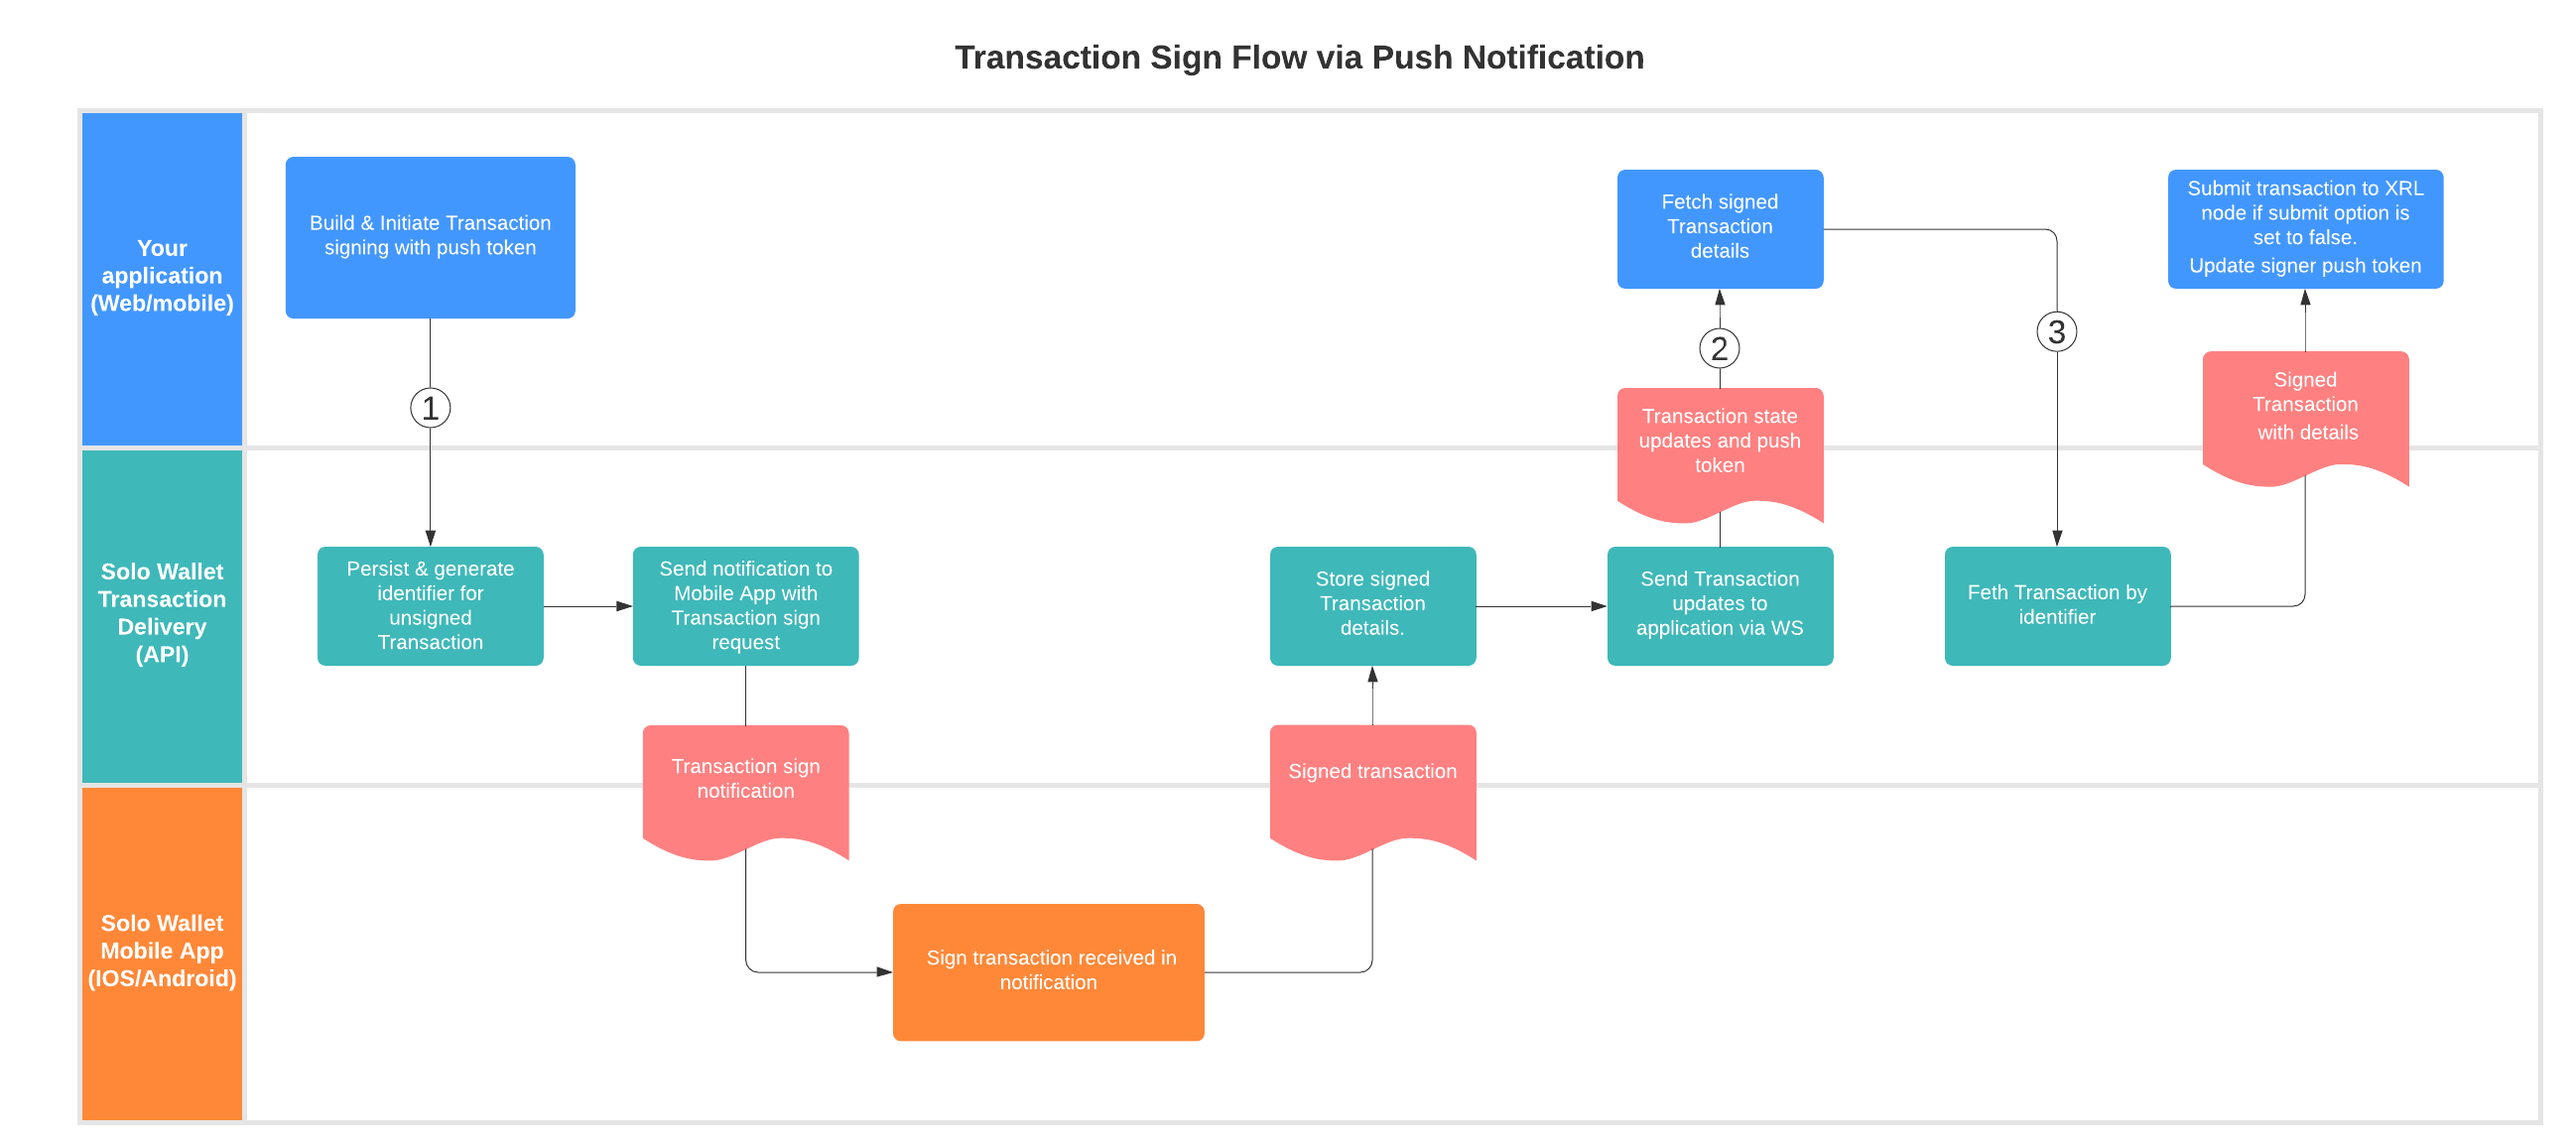 Transaction Sign Flow via Push Notification
Your
application
(Web/mobile)
Build & Initiate Transaction
signing with push token
1
Fetch signed
Transaction
details
2
3
Submit transaction to XRL
node if submit option is
set to false.
Update signer push token
Transaction state
updates and push
token
Signed
Transaction
with details
Solo Wallet
Transaction
Delivery
(API)
Persist & generate
identifier for
unsigned
Transaction
Send notification to
Mobile App with
Transaction sign
request
Store signed
Transaction
details.
Send Transaction
updates to
application via WS
Feth Transaction by
identifier
Transaction sign
notification
Signed transaction
Solo Wallet
Mobile App
(IOS/Android)
Sign transaction received in
notification